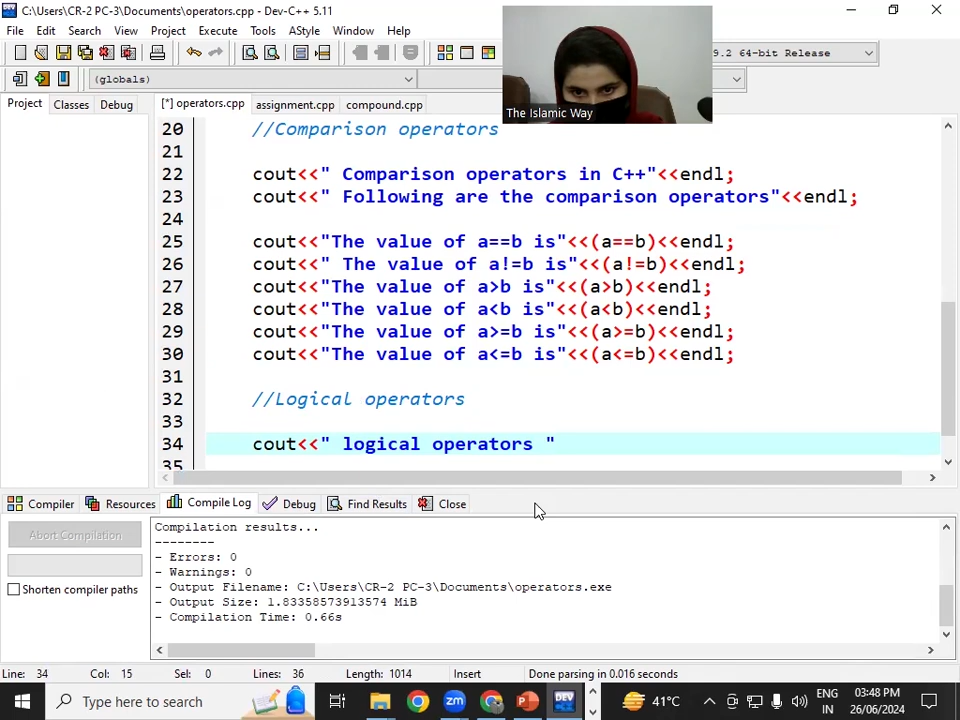 C:\Users\CR-2 PC-3\Documents\operators.cpp - Dev-C++ 5.11
File Edit Search View Project Execute Tools AStyle Window Help
9.2 64-bit Release
(globals)
Project Classes Debug [*] operators.cpp assignment.cpp compound.cpp
The Islamic Way
20 //Comparison operators
21
22 cout<<" Comparison operators in C++"<<endl;
23 cout<<" Following are the comparison operators"<<endl;
24
25 cout<<"The value of a==b is"<<(a==b)<<endl;
26 cout<<" The value of a!=b is"<<(a!=b)<<endl;
27 cout<<"The value of a>b is"<<(a>b)<<endl;
28 cout<<"The value of a<b is"<<(a<b)<<endl;
29 cout<<"The value of a>=b is"<<(a>=b)<<endl;
30 cout<<"The value of a<=b is"<<(a<=b)<<endl;
31
32 //Logical operators
33
34 cout<<" logical operators "
35
Compiler Resources Compile Log Debug Find Results Close
Abort Compilation
Shorten compiler paths
Compilation results...
--------
- Errors: 0
- Warnings: 0
- Output Filename: C:\Users\CR-2 PC-3\Documents\operators.exe
- Output Size: 1.83358573913574 MiB
- Compilation Time: 0.66s
Line: 34 Col: 15 Sel: 0 Lines: 36 Length: 1014 Insert Done parsing in 0.016 seconds
Type here to search
zm
DEV
41°C
ENG
IN
03:48 PM
26/06/2024